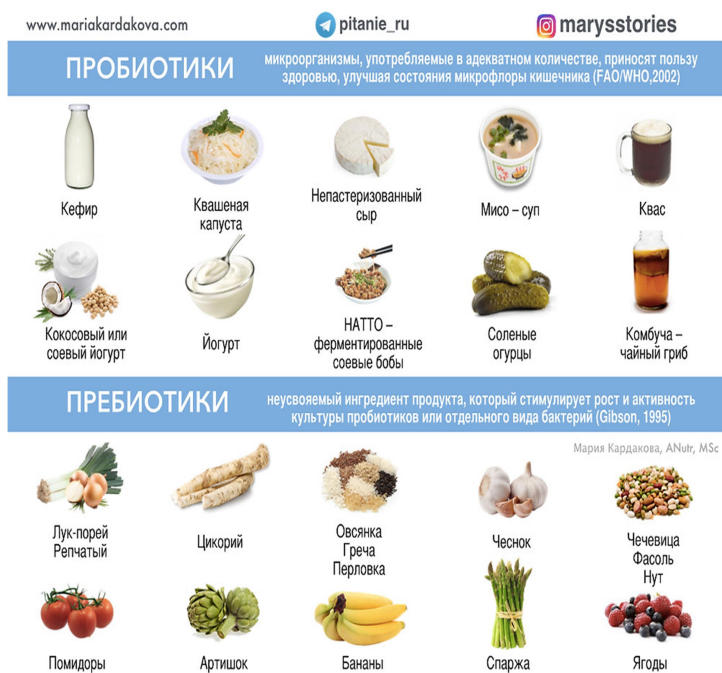 www.mariakardakova.com
pitanie_ru
marysstories
ПРОБИОТИКИ
микроорганизмы, употребляемые в адекватном количестве, приносят пользу
здоровью, улучшая состояния микрофлоры кишечника (FAO/WHO,2002)
Кефир
Квашеная
капуста
Непастеризованный
сыр
Мисо – суп
Квас
Кокосовый или
соевый йогурт
Йогурт
НАТТО –
ферментированные
соевые бобы
Соленые
огурцы
Комбуча –
чайный гриб
ПРЕБИОТИКИ
неусвояемый ингредиент продукта, который стимулирует рост и активность
культуры пробиотиков или отдельного вида бактерий (Gibson, 1995)
Мария Кардакова, ANutr, MSc
Лук-порей
Репчатый
Цикорий
Овсянка
Греча
Перловка
Чеснок
Чечевица
Фасоль
Нут
Помидоры
Артишок
Бананы
Спаржа
Ягоды